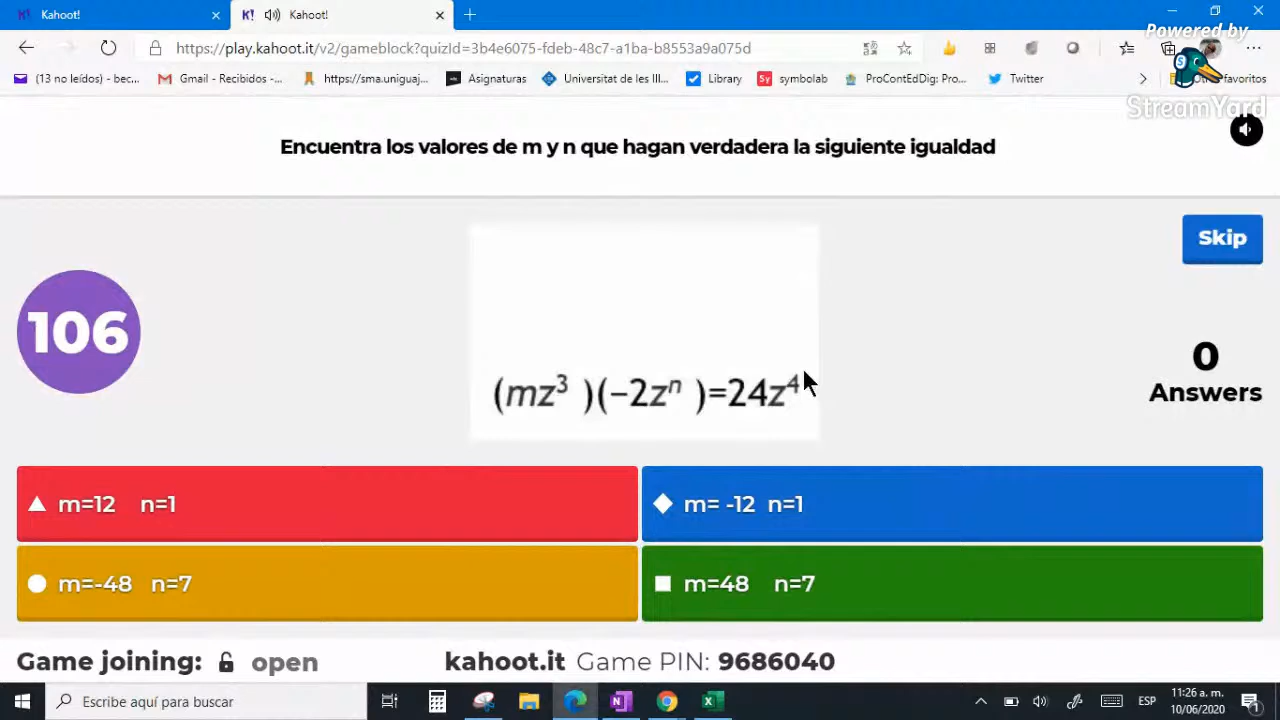 Kahoot!
Kahoot!
Powered by
https://play.kahoot.it/v2/gameblock?quizId=3b4e6075-fdeb-48c7-a1ba-b8553a9a075d
(13 no leídos) - bec...
Gmail - Recibidos -...
https://sma.uniguaj...
Asignaturas
Universitat de les Ill...
Library
Sy symbolab
ProContEdDig: Pro...
Twitter
Otros favoritos
StreamYard
Encuentra los valores de m y n que hagan verdadera la siguiente igualdad
Skip
106
(mz³ )(−2zⁿ )=24z⁴
0
Answers
m=12 n=1
m= -12 n=1
m=-48 n=7
m=48 n=7
Game joining: open
kahoot.it Game PIN: 9686040
Escribe aquí para buscar
ESP
11:26 a. m.
10/06/2020
1